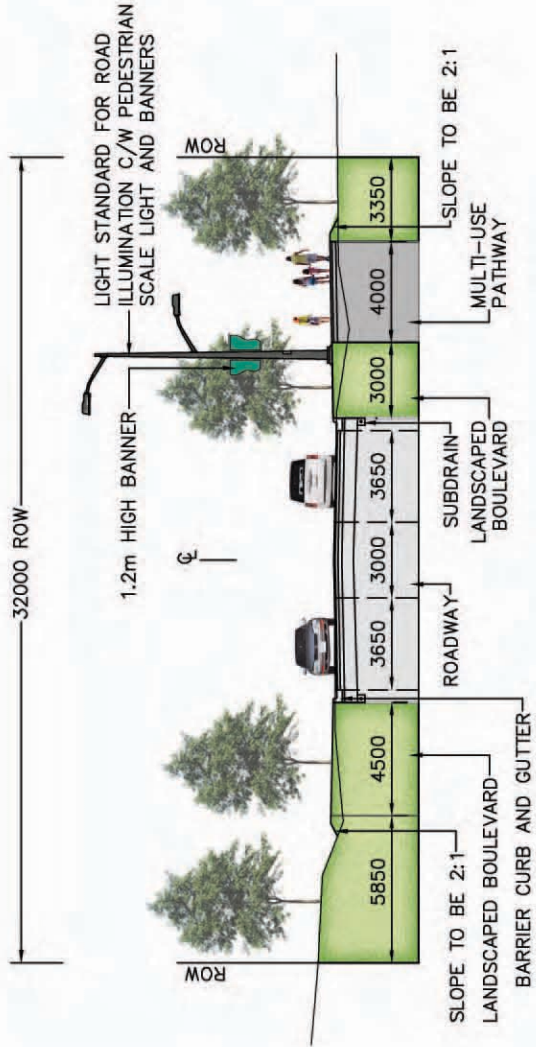 32000 ROW
LIGHT STANDARD FOR ROAD
ILLUMINATION C/W PEDESTRIAN
SCALE LIGHT AND BANNERS
1.2m HIGH BANNER
ROW
ROW
℄
5850
4500
3650
3000
3650
3000
4000
3350
SLOPE TO BE 2:1
LANDSCAPED BOULEVARD
BARRIER CURB AND GUTTER
ROADWAY
SUBDRAIN
LANDSCAPED
BOULEVARD
MULTI-USE
PATHWAY
SLOPE TO BE 2:1